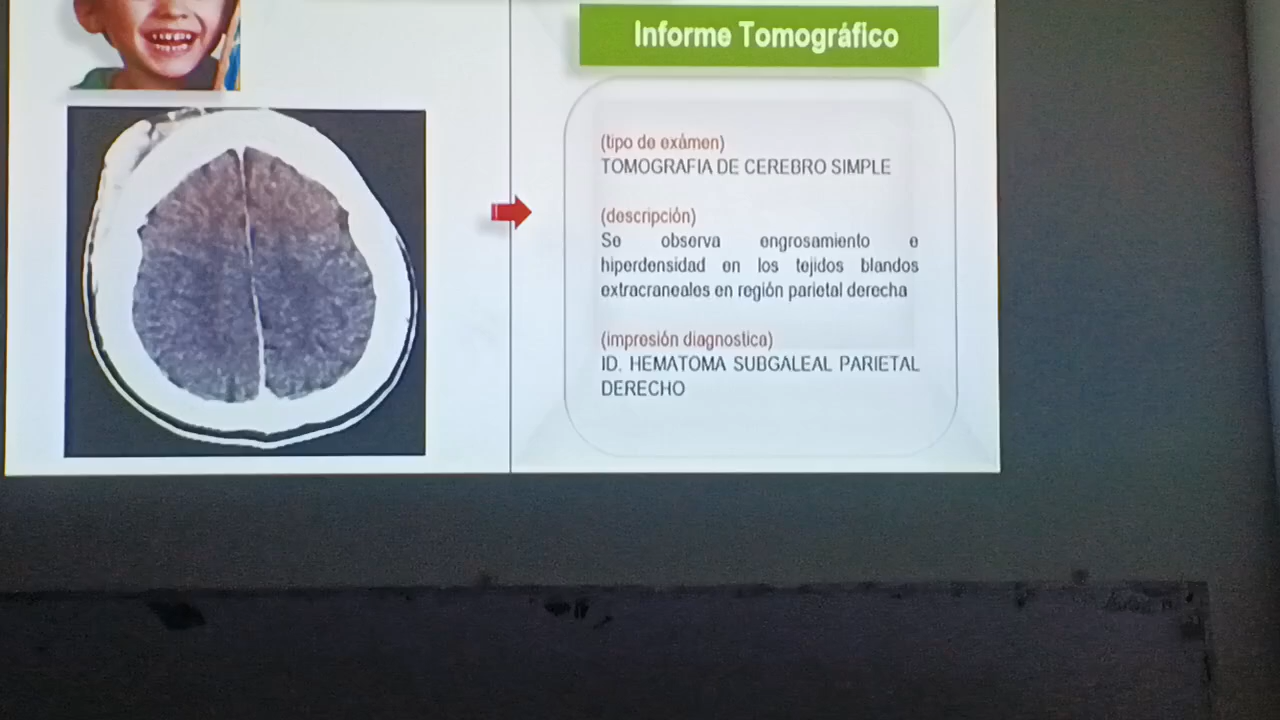 Informe Tomográfico
(tipo de exámen)
TOMOGRAFIA DE CEREBRO SIMPLE
(descripción)
Se observa engrosamiento e
hiperdensidad en los tejidos blandos
extracraneales en región parietal derecha
(impresión diagnostica)
ID. HEMATOMA SUBGALEAL PARIETAL
DERECHO